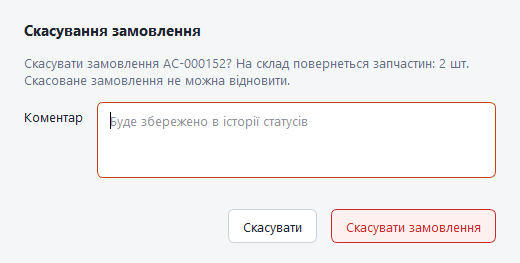 Скасування замовлення
Скасувати замовлення АС-000152? На склад повернеться запчастин: 2 шт.
Скасоване замовлення не можна відновити.
Коментар
Буде збережено в історії статусів
Скасувати
Скасувати замовлення